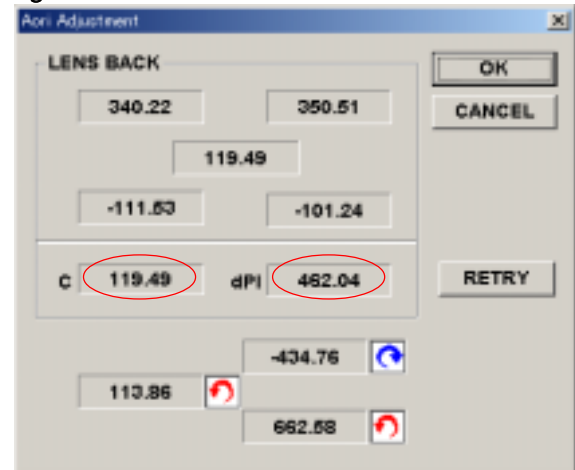 Aori Adjustment
LENS BACK
OK
340.22 350.51
CANCEL
119.49
-111.53 -101.24
C 119.49 dPI 462.04
RETRY
-434.76
113.86
662.58